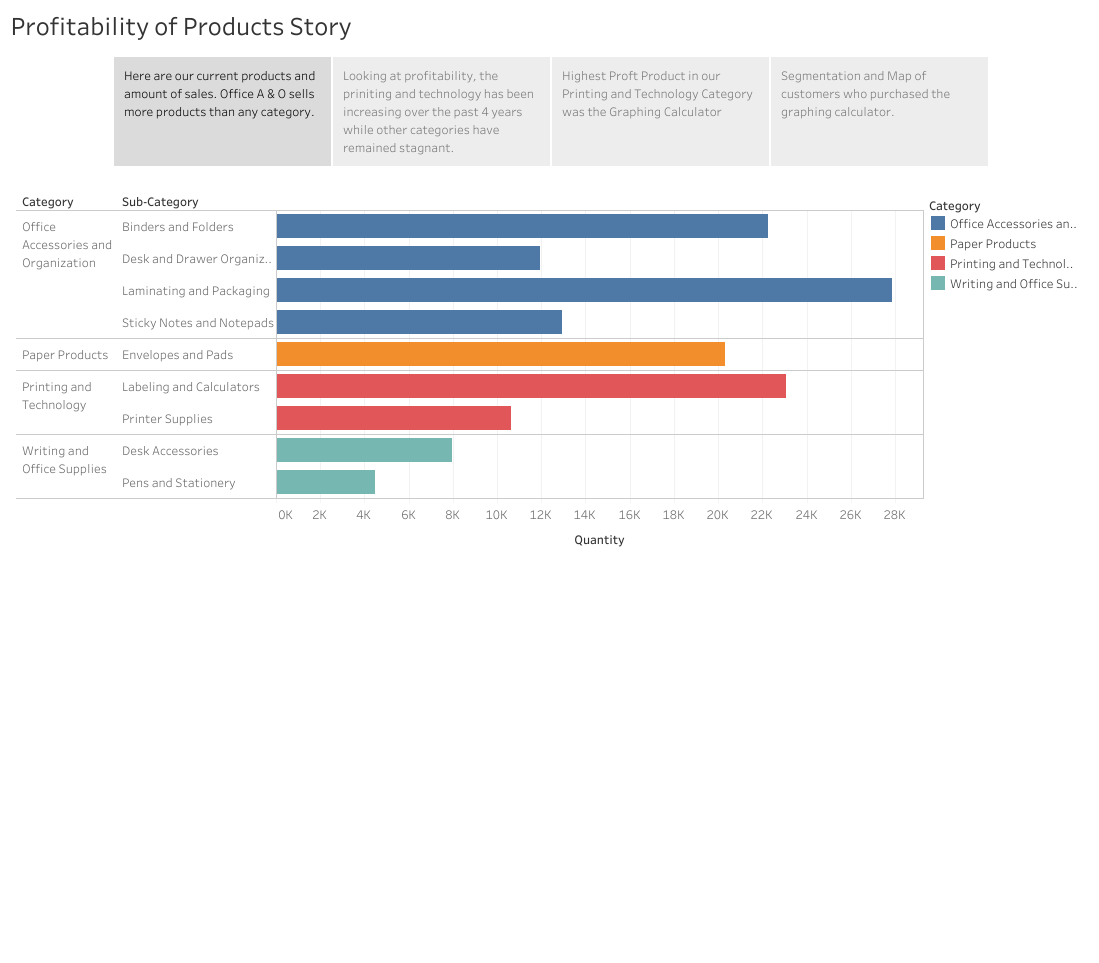 Profitability of Products Story
Here are our current products and
amount of sales. Office A & O sells
more products than any category.
Looking at profitability, the
priniting and technology has been
increasing over the past 4 years
while other categories have
remained stagnant.
Highest Proft Product in our
Printing and Technology Category
was the Graphing Calculator
Segmentation and Map of
customers who purchased the
graphing calculator.
Category Sub-Category
Office
Accessories and
Organization
Binders and Folders
Desk and Drawer Organiz..
Laminating and Packaging
Sticky Notes and Notepads
Paper Products Envelopes and Pads
Printing and
Technology
Labeling and Calculators
Printer Supplies
Writing and
Office Supplies
Desk Accessories
Pens and Stationery
0K 2K 4K 6K 8K 10K 12K 14K 16K 18K 20K 22K 24K 26K 28K
Quantity
Category
Office Accessories an..
Paper Products
Printing and Technol..
Writing and Office Su..